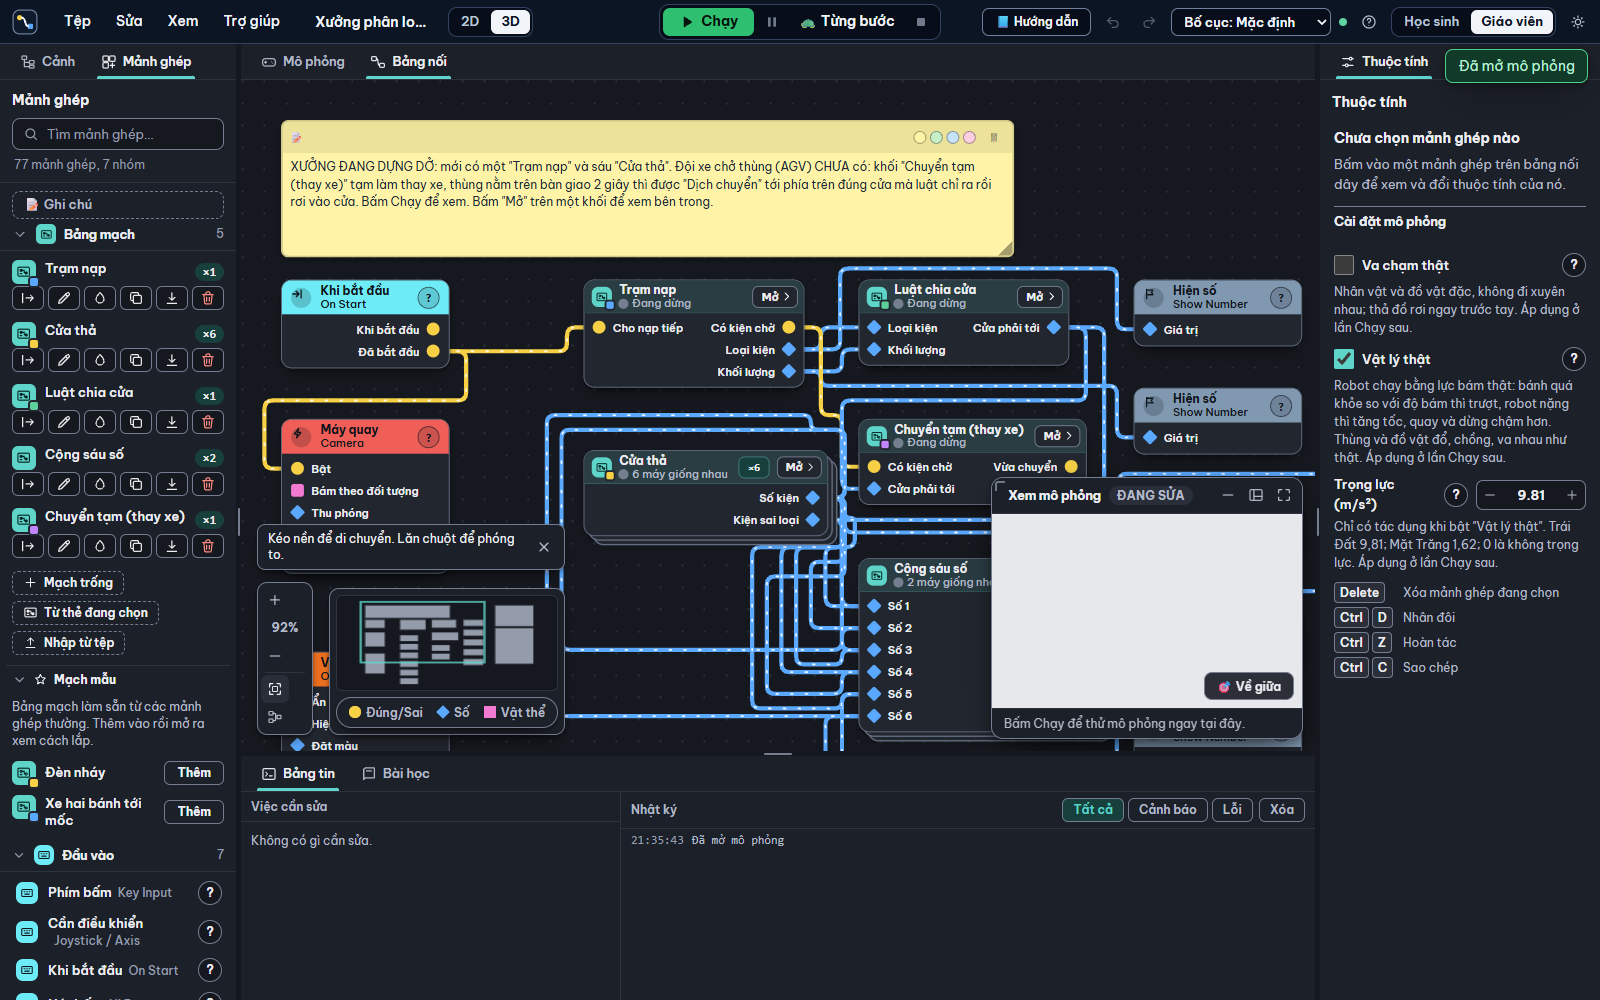 Tệp Sửa Xem Trợ giúp Xưởng phân lo... 2D 3D Chạy Từng bước Hướng dẫn Bố cục: Mặc định Học sinh Giáo viên
Cảnh Mảnh ghép
Mảnh ghép
Tìm mảnh ghép...
77 mảnh ghép, 7 nhóm
Ghi chú
Bảng mạch 5
Trạm nạp ×1
Cửa thả ×6
Luật chia cửa ×1
Cộng sáu số ×2
Chuyển tạm (thay xe) ×1
Mạch trống
Từ thẻ đang chọn
Nhập từ tệp
Mạch mẫu
Bảng mạch làm sẵn từ các mảnh
ghép thường. Thêm vào rồi mở ra
xem cách lắp.
Đèn nháy Thêm
Xe hai bánh tới
mốc Thêm
Đầu vào 7
Phím bấm Key Input ?
Cần điều khiển
Joystick / Axis ?
Khi bắt đầu On Start ?
Mô phỏng Bảng nối
XƯỞNG ĐANG DỰNG DỞ: mới có một "Trạm nạp" và sáu "Cửa thả". Đội xe chở thùng (AGV) CHƯA có: khối "Chuyển tạm
(thay xe)" tạm làm thay xe, thùng nằm trên bàn giao 2 giây thì được "Dịch chuyển" tới phía trên đúng cửa mà luật chỉ ra rồi
rơi vào cửa. Bấm Chạy để xem. Bấm "Mở" trên một khối để xem bên trong.
Khi bắt đầu
On Start ?
Khi bắt đầu
Đã bắt đầu
Trạm nạp
Đang dừng Mở
Cho nạp tiếp Có kiện chờ
Loại kiện
Khối lượng
Luật chia cửa
Đang dừng Mở
Loại kiện Cửa phải tới
Khối lượng
Hiện số
Show Number ?
Giá trị
Hiện số
Show Number ?
Giá trị
Máy quay
Camera ?
Bật
Bám theo đối tượng
Thu phóng
Cửa thả
6 máy giống nhau ×6 Mở
Số kiện
Kiện sai loại
Chuyển tạm (thay xe)
Đang dừng Mở
Có kiện chờ Vừa chuyển
Cửa phải tới
Cộng sáu số
2 máy giống nh
Số 1
Số 2
Số 3
Số 4
Số 5
Số 6
Kéo nền để di chuyển. Lăn chuột để phóng
to.
92%
Đúng/Sai Số Vật thể
Đặt màu
Show Number
Xem mô phỏng ĐANG SỬA
Về giữa
Bấm Chạy để thử mô phỏng ngay tại đây.
Bảng tin Bài học
Việc cần sửa
Không có gì cần sửa.
Nhật ký Tất cả Cảnh báo Lỗi Xóa
21:35:43 Đã mở mô phỏng
Thuộc tính
Đã mở mô phỏng
Thuộc tính
Chưa chọn mảnh ghép nào
Bấm vào một mảnh ghép trên bảng nối
dây để xem và đổi thuộc tính của nó.
Cài đặt mô phỏng
Va chạm thật ?
Nhân vật và đồ vật đặc, không đi xuyên
nhau; thả đồ rơi ngay trước tay. Áp dụng ở
lần Chạy sau.
Vật lý thật ?
Robot chạy bằng lực bám thật: bánh quá
khỏe so với độ bám thì trượt, robot nặng
thì tăng tốc, quay và dừng chậm hơn.
Thùng và đồ vật đổ, chồng, va nhau như
thật. Áp dụng ở lần Chạy sau.
Trọng lực
(m/s²) ? − 9.81 +
Chỉ có tác dụng khi bật "Vật lý thật". Trái
Đất 9,81; Mặt Trăng 1,62; 0 là không trọng
lực. Áp dụng ở lần Chạy sau.
Delete Xóa mảnh ghép đang chọn
Ctrl D Nhân đôi
Ctrl Z Hoàn tác
Ctrl C Sao chép